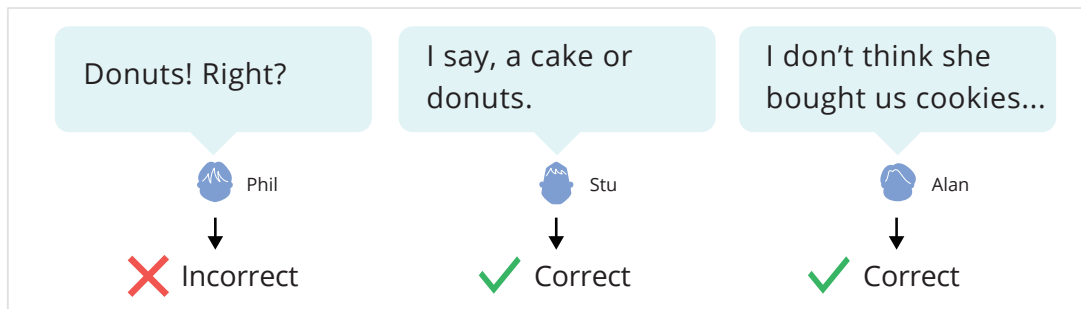 Donuts! Right?
I say, a cake or
donuts.
I don’t think she
bought us cookies...
Phil
Stu
Alan
Incorrect
Correct
Correct